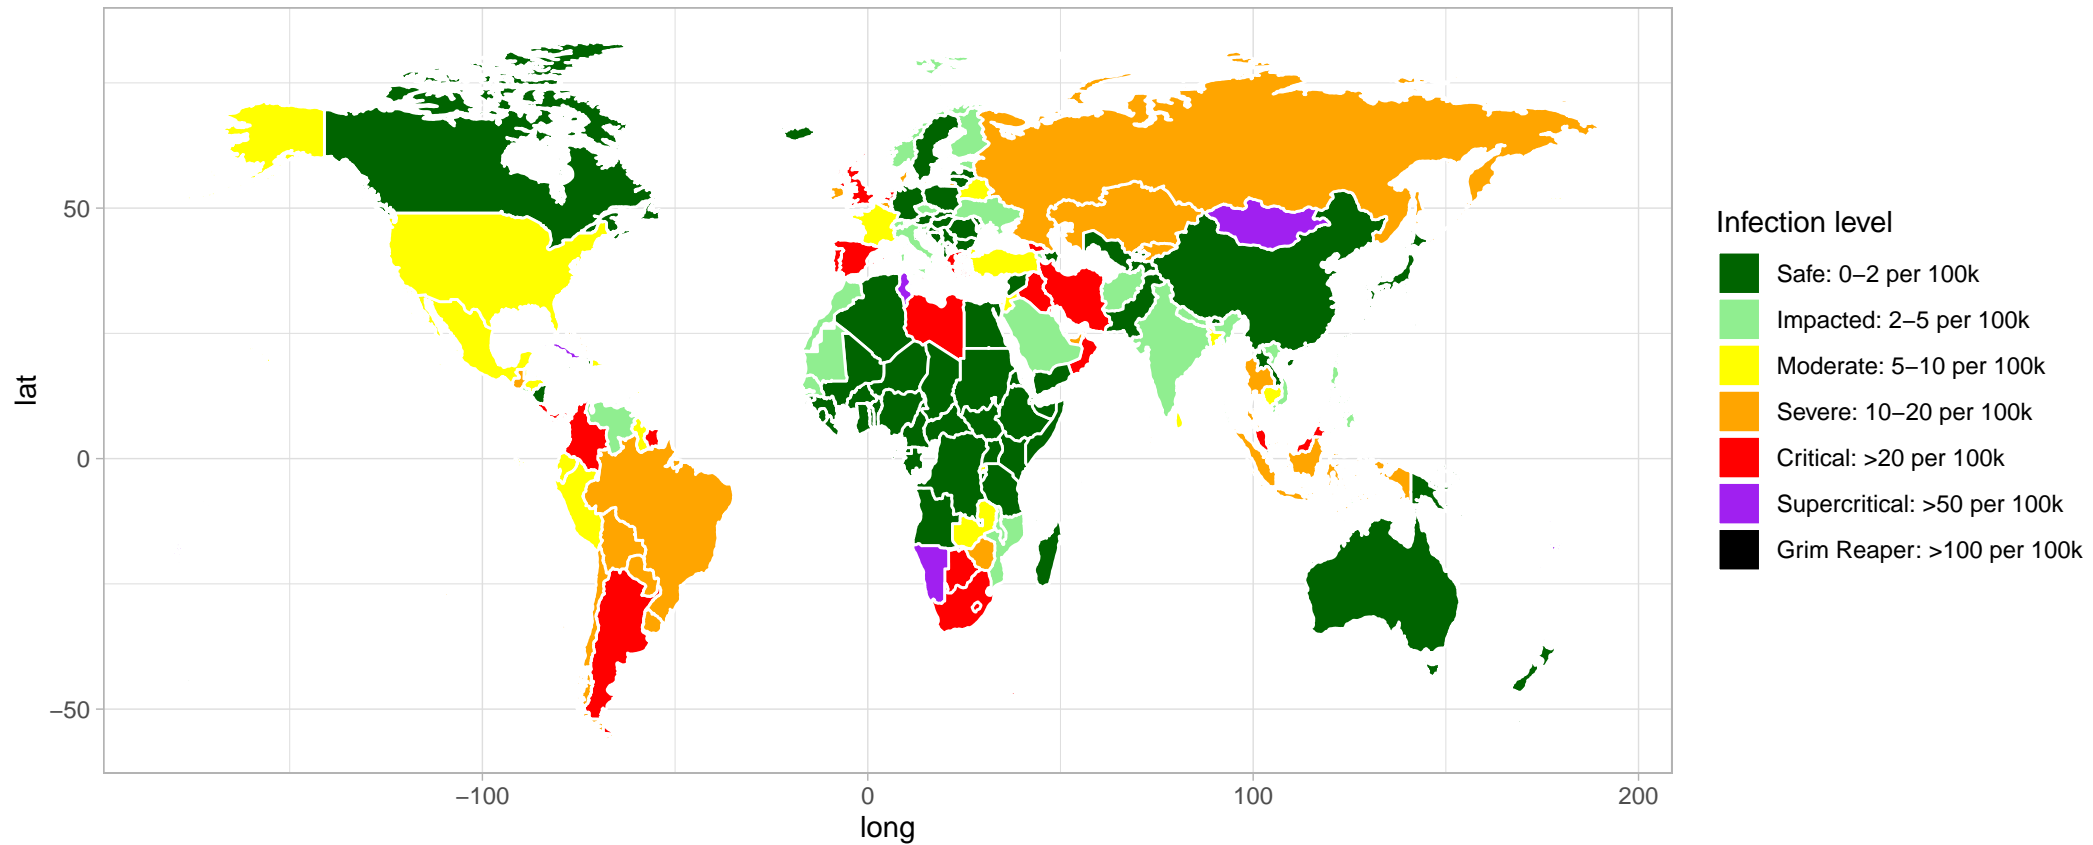 Infection level
Safe: 0–2 per 100k
Impacted: 2–5 per 100k
Moderate: 5–10 per 100k
Severe: 10–20 per 100k
Critical: >20 per 100k
Supercritical: >50 per 100k
Grim Reaper: >100 per 100k
50
0
−50
lat
−100
0
100
200
long